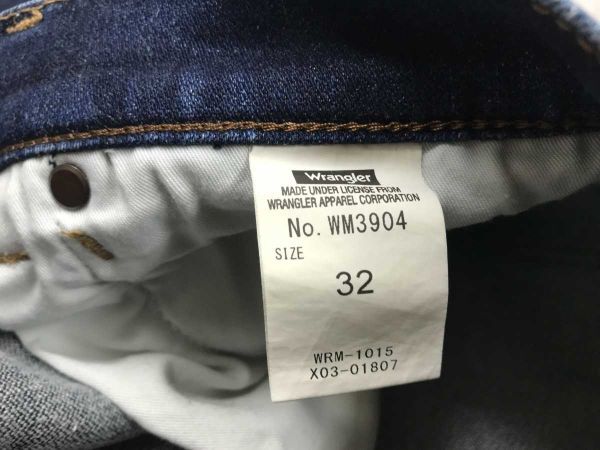 Wrangler
MADE UNDER LICENSE FROM
WRANGLER APPAREL CORPORATION
No. WM3904
SIZE
32
WRM-1015
X03-01807